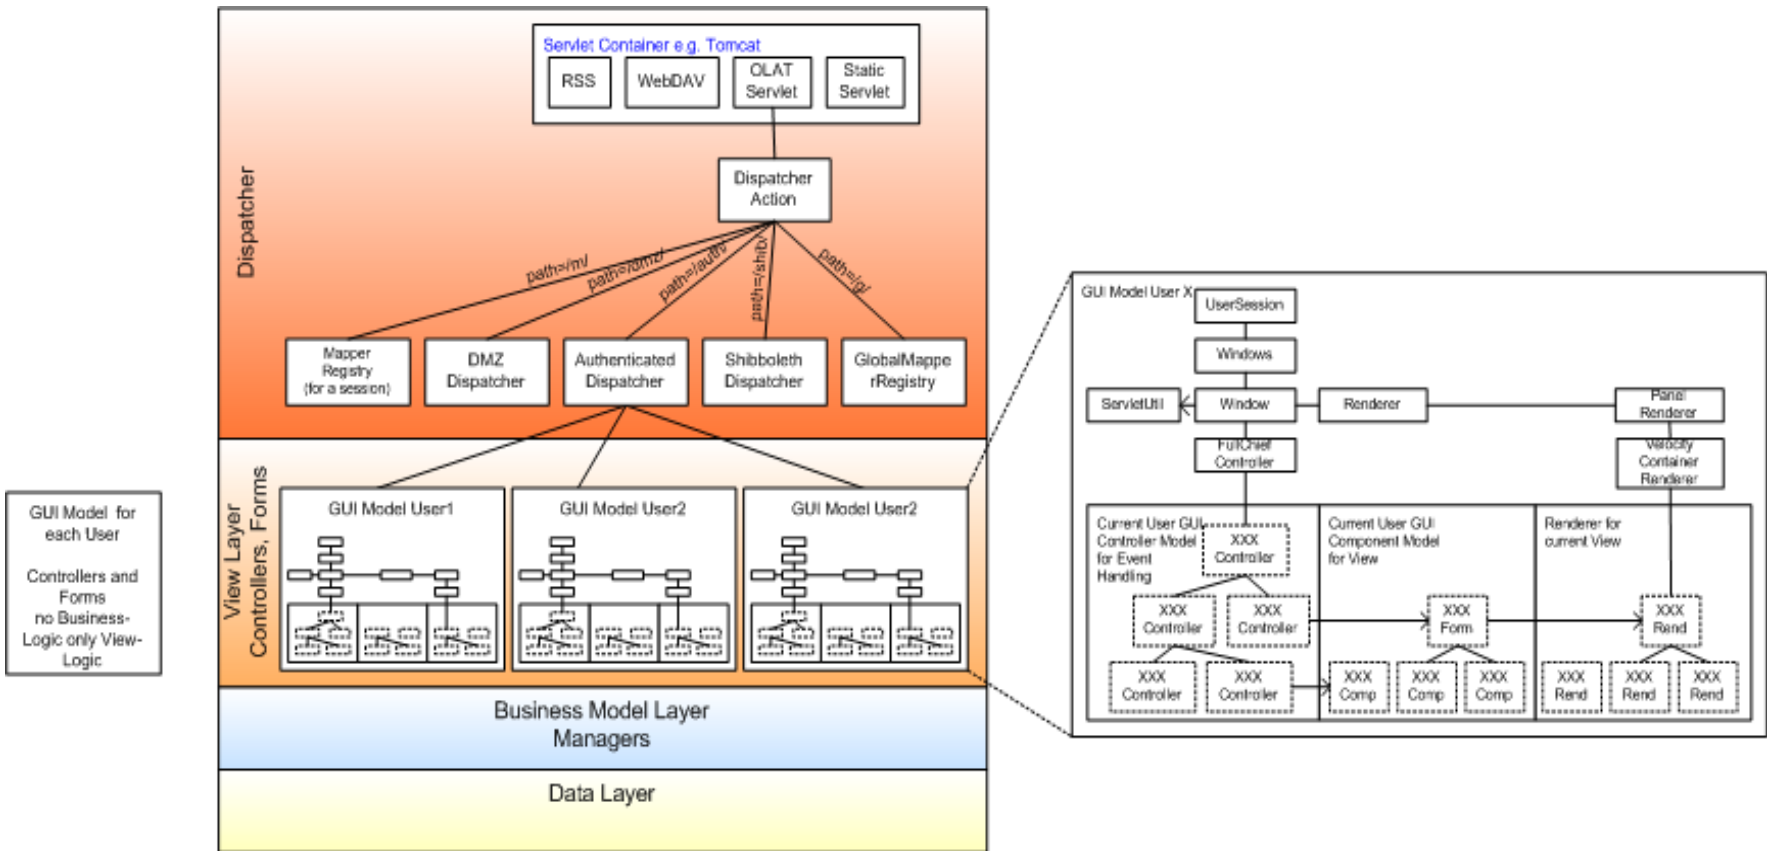 Servlet Container e.g. Tomcat
RSS
WebDAV
OLAT
Servlet
Static
Servlet
Dispatcher
Dispatcher
Action
path=/m/
path=/dmz/
path=/auth/
path=/shib/
path=/g/
Mapper
Registry
(for a session)
DMZ
Dispatcher
Authenticated
Dispatcher
Shibboleth
Dispatcher
GlobalMappe
rRegistry
View Layer
Controllers, Forms
GUI Model User1
GUI Model User2
GUI Model User2
Business Model Layer
Managers
Data Layer
GUI Model for
each User
Controllers and
Forms
no Business-
Logic only View-
Logic
GUI Model User X
UserSession
Windows
ServletUtil
Window
Renderer
Panel
Renderer
FullChief
Controller
Velocity
Container
Renderer
Current User GUI
Controller Model
for Event
Handling
XXX
Controller
XXX
Controller
XXX
Controller
XXX
Controller
XXX
Controller
Current User GUI
Component Model
for View
XXX
Form
XXX
Comp
XXX
Comp
XXX
Comp
Renderer for
current View
XXX
Rend
XXX
Rend
XXX
Rend
XXX
Rend